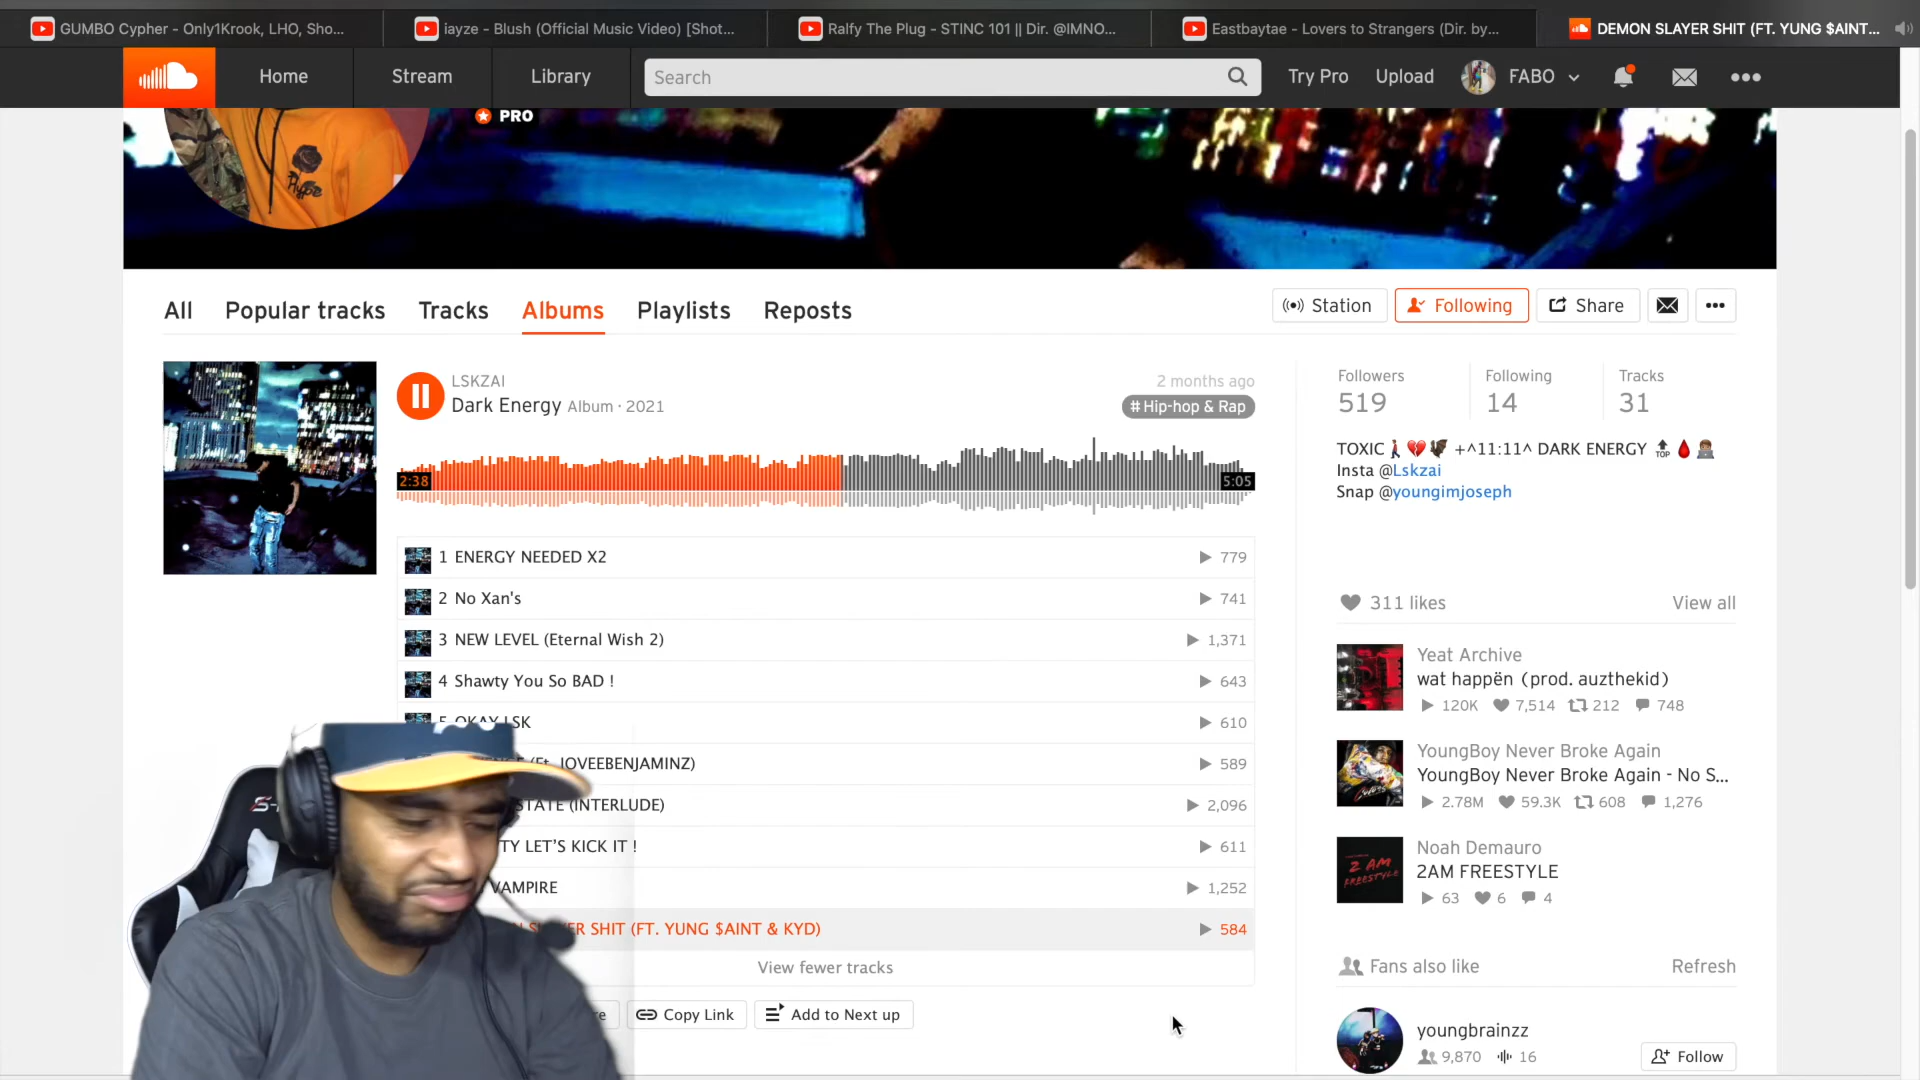 GUMBO Cypher - Only1Krook, LHO, Sho...
iayze - Blush (Official Music Video) [Shot...
Ralfy The Plug - STINC 101 || Dir. @IMNO...
Eastbaytae - Lovers to Strangers (Dir. by...
DEMON SLAYER SHIT (FT. YUNG $AINT...
Home
Stream
Library
Search
Try Pro
Upload
FABO
PRO
Hype
All
Popular tracks
Tracks
Albums
Playlists
Reposts
Station
Following
Share
LSKZAI
Dark Energy Album · 2021
2 months ago
# Hip-hop & Rap
2:38
5:05
1 ENERGY NEEDED X2
779
2 No Xan's
741
3 NEW LEVEL (Eternal Wish 2)
1,371
4 Shawty You So BAD !
643
5 OKAY LSK
610
(Ft. JOVEEBENJAMINZ)
589
STATE (INTERLUDE)
2,096
LET'S KICK IT !
611
VAMPIRE
1,252
SHIT (FT. YUNG $AINT & KYD)
584
View fewer tracks
Copy Link
Add to Next up
Followers
519
Following
14
Tracks
31
TOXIC🚶🏻💔🦇 +^11:11^ DARK ENERGY 🔝🩸👨🏽‍💻
Insta @Lskzai
Snap @youngimjoseph
311 likes
View all
Yeat Archive
wat happën (prod. auzthekid)
120K 7,514 212 748
YoungBoy Never Broke Again
YoungBoy Never Broke Again - No S...
2.78M 59.3K 608 1,276
Noah Demauro
2AM FREESTYLE
63 6 4
2 AM
FREESTYLE
Fans also like
Refresh
youngbrainzz
9,870 16
Follow